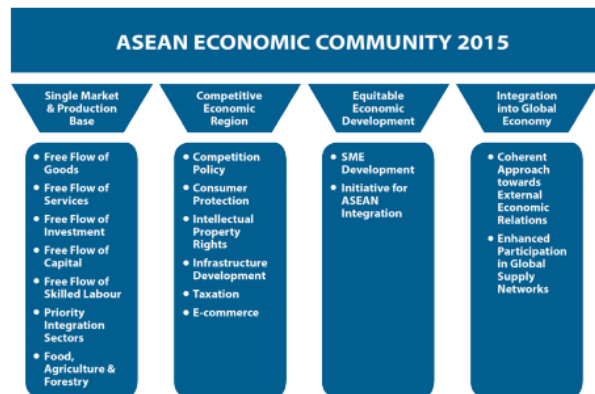 ASEAN ECONOMIC COMMUNITY 2015
Single Market
& Production
Base
• Free Flow of
Goods
• Free Flow of
Services
• Free Flow of
Investment
• Free Flow of
Capital
• Free Flow of
Skilled Labour
• Priority
Integration
Sectors
• Food,
Agriculture &
Forestry
Competitive
Economic
Region
• Competition
Policy
• Consumer
Protection
• Intellectual
Property
Rights
• Infrastructure
Development
• Taxation
• E-commerce
Equitable
Economic
Development
• SME
Development
• Initiative for
ASEAN
Integration
Integration
into Global
Economy
• Coherent
Approach
towards
External
Economic
Relations
• Enhanced
Participation
in Global
Supply
Networks